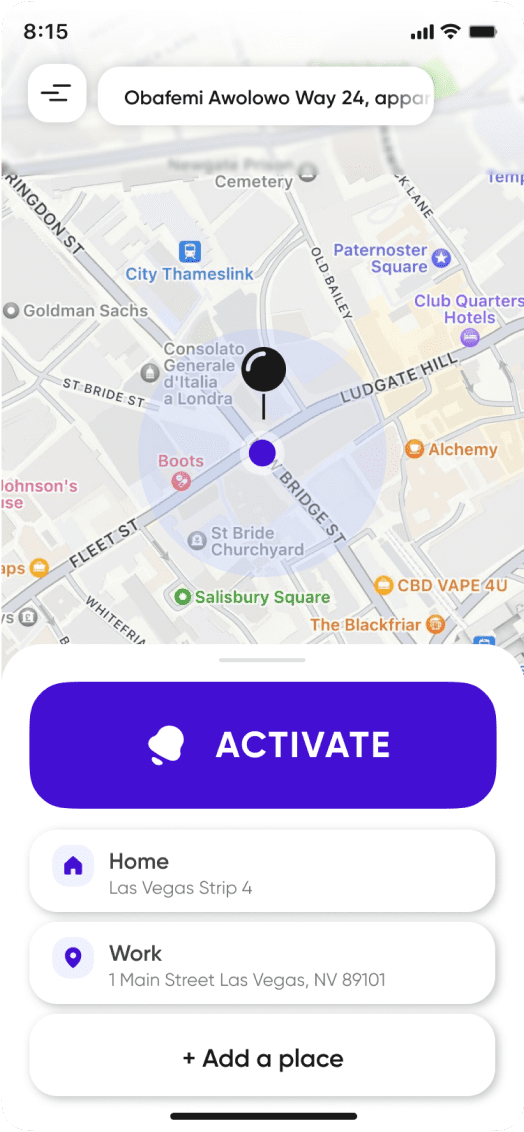 8:15
Obafemi Awolowo Way 24, appar
Newgate Prison
Cemetery
RINGDON ST
CK LANE
Temp
City Thameslink
OLD BAILEY
Paternoster
Square
Goldman Sachs
Club Quarters
Hotels
Consolato
Generale
d'Italia
a Londra
ST BRIDE ST
LUDGATE HILL
Boots
Alchemy
Johnson's
use
W BRIDGE ST
FLEET ST
St Bride
Churchyard
aps
CBD VAPE 4U
Salisbury Square
WHITEFRIA
The Blackfriar
ACTIVATE
Home
Las Vegas Strip 4
Work
1 Main Street Las Vegas, NV 89101
+ Add a place